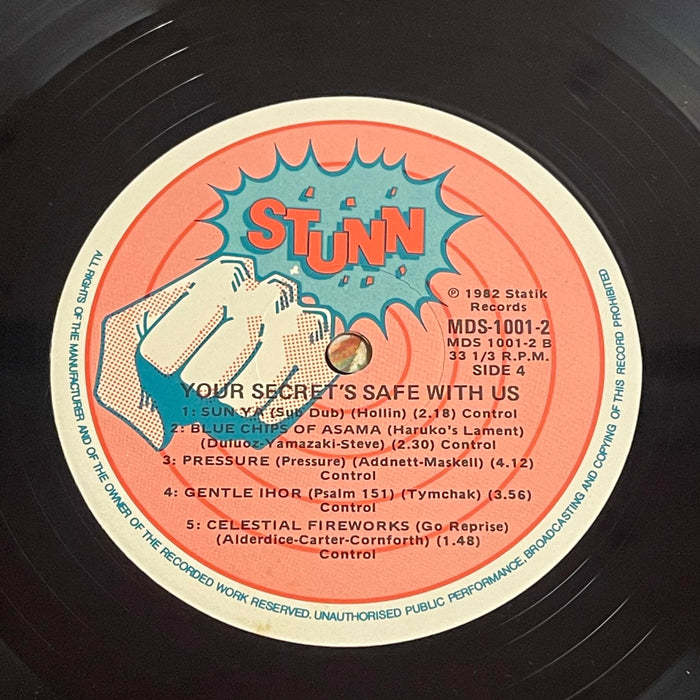 STUNN
℗ 1982 Statik
Records
MDS-1001-2
MDS 1001-2 B
33 1/3 R.P.M.
SIDE 4
YOUR SECRET'S SAFE WITH US
1: SUN YA (Sub Dub) (Hollin) (2.18) Control
2: BLUE CHIPS OF ASAMA (Haruko's Lament)
(Duluoz-Yamazaki-Steve) (2.30) Control
3: PRESSURE (Pressure) (Addnett-Maskell) (4.12)
Control
4: GENTLE IHOR (Psalm 151) (Tymchak) (3.56)
Control
5: CELESTIAL FIREWORKS (Go Reprise)
(Alderdice-Carter-Cornforth) (1.48)
Control
ALL RIGHTS OF THE MANUFACTURER AND OF THE OWNER OF THE RECORDED WORK RESERVED. UNAUTHORISED PUBLIC PERFORMANCE, BROADCASTING AND COPYING OF THIS RECORD PROHIBITED